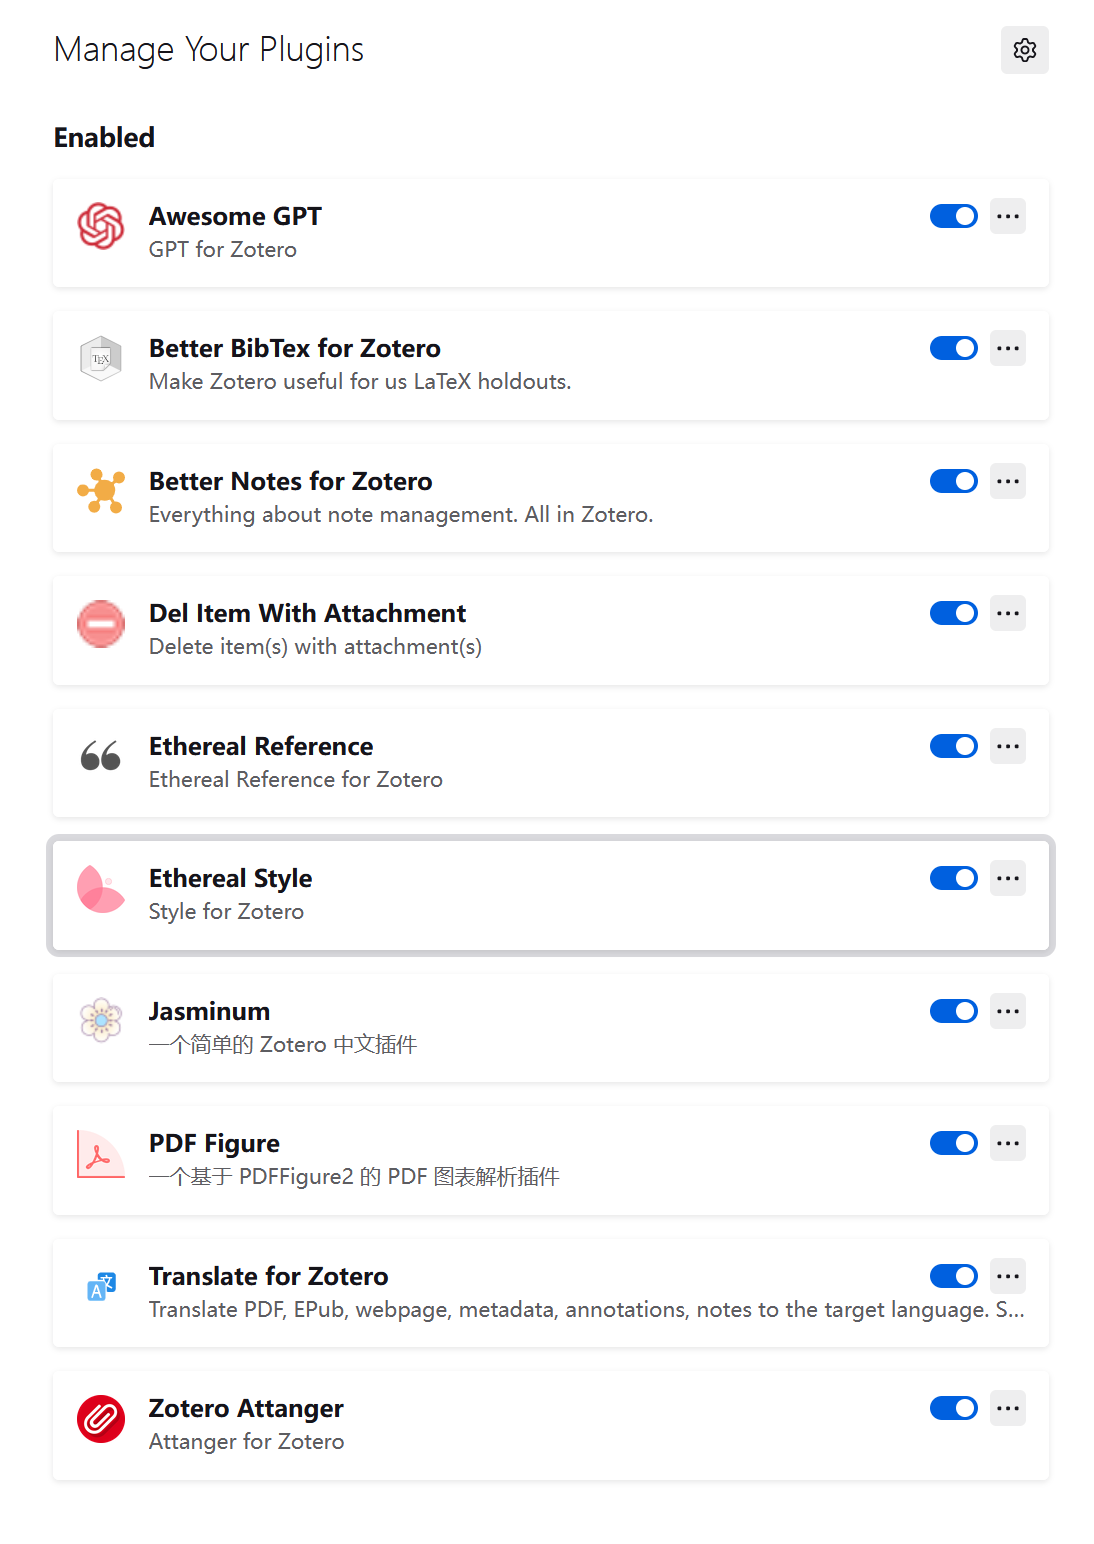 Manage Your Plugins
Enabled
Awesome GPT
GPT for Zotero
TEX
Better BibTex for Zotero
Make Zotero useful for us LaTeX holdouts.
Better Notes for Zotero
Everything about note management. All in Zotero.
Del Item With Attachment
Delete item(s) with attachment(s)
Ethereal Reference
Ethereal Reference for Zotero
Ethereal Style
Style for Zotero
Jasminum
一个简单的 Zotero 中文插件
PDF Figure
一个基于 PDFFigure2 的 PDF 图表解析插件
A文
Translate for Zotero
Translate PDF, EPub, webpage, metadata, annotations, notes to the target language. S...
Zotero Attanger
Attanger for Zotero